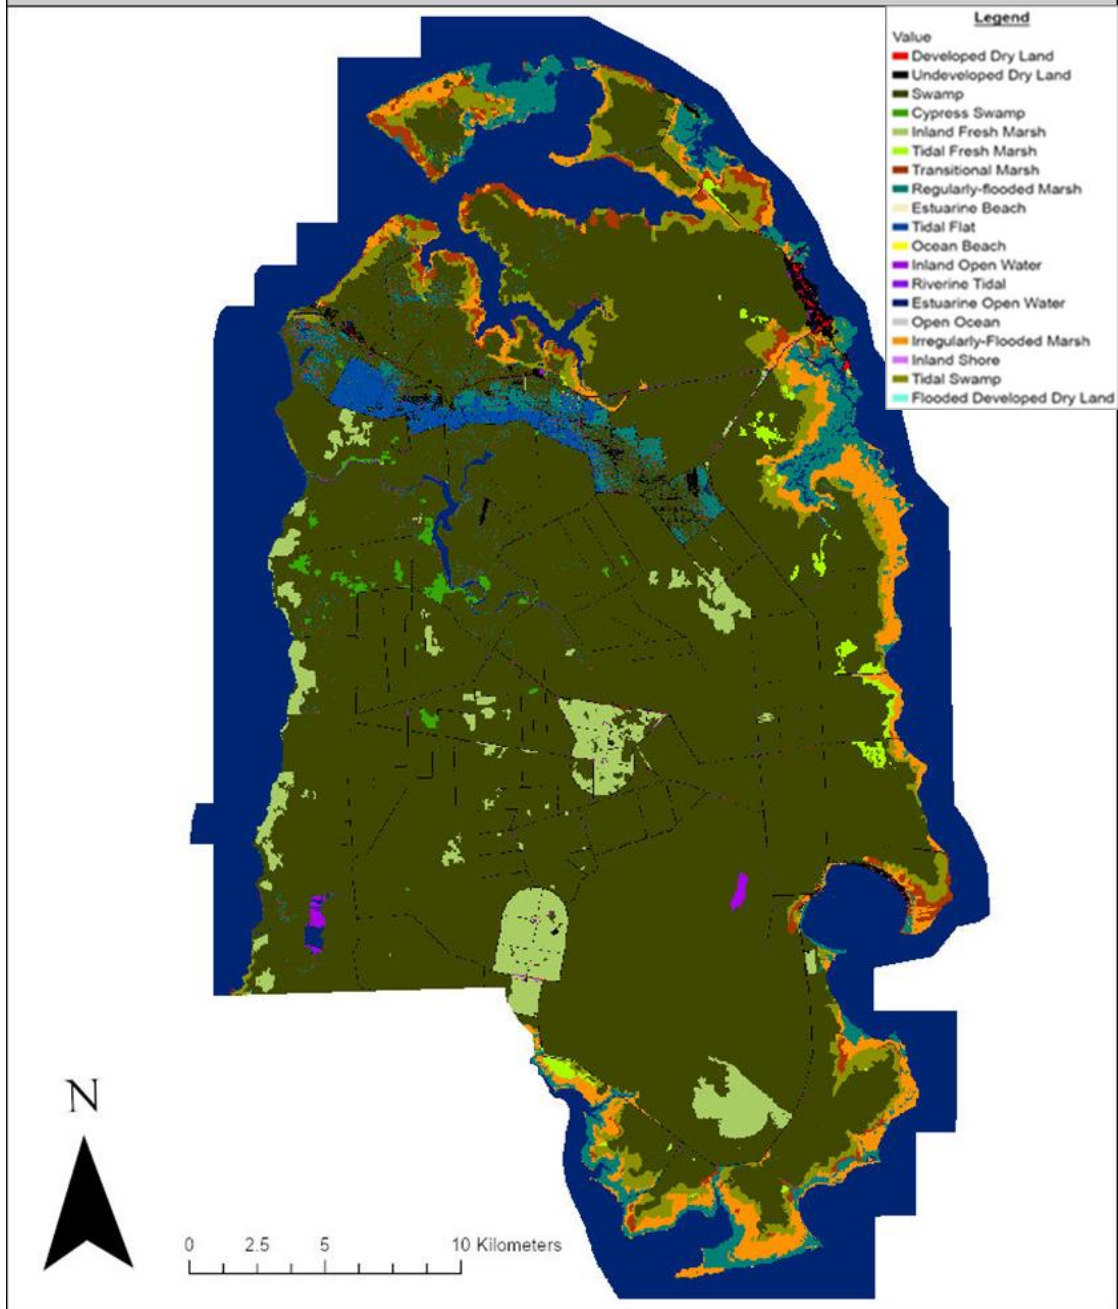 Legend
Value
Developed Dry Land
Undeveloped Dry Land
Swamp
Cypress Swamp
Inland Fresh Marsh
Tidal Fresh Marsh
Transitional Marsh
Regularly-flooded Marsh
Estuarine Beach
Tidal Flat
Ocean Beach
Inland Open Water
Riverine Tidal
Estuarine Open Water
Open Ocean
Irregularly-Flooded Marsh
Inland Shore
Tidal Swamp
Flooded Developed Dry Land
N
0 2.5 5 10 Kilometers